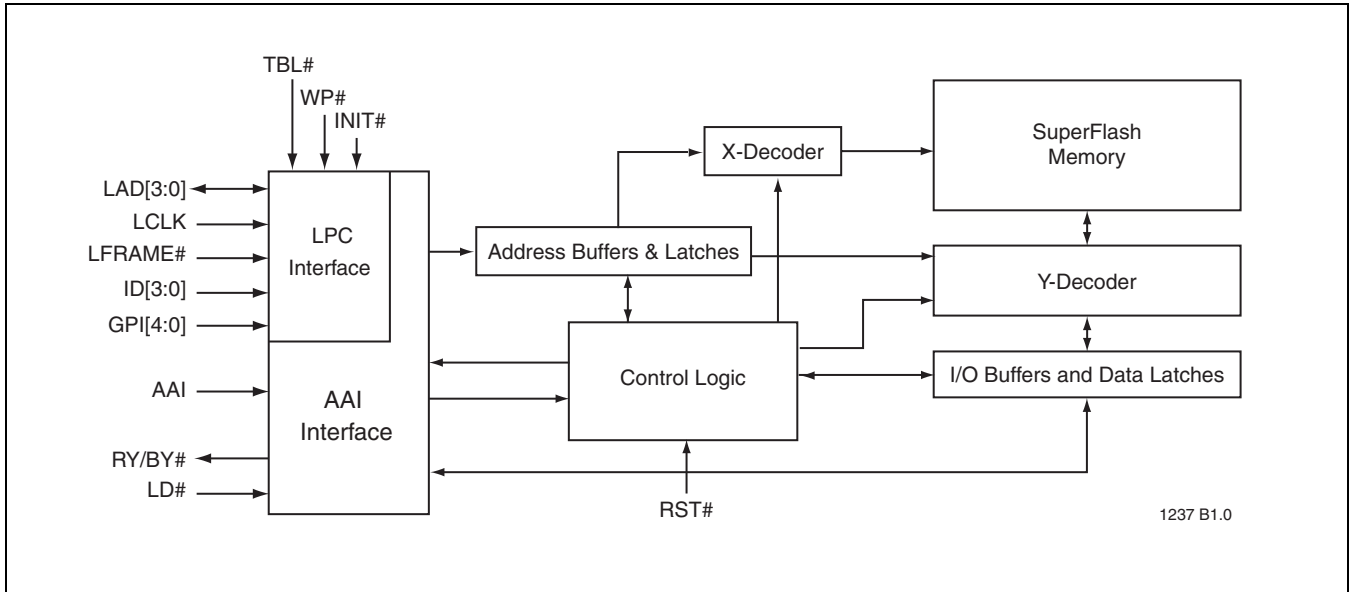 TBL#
WP#
INIT#
LAD[3:0]
LCLK
LFRAME#
ID[3:0]
GPI[4:0]
AAI
RY/BY#
LD#
LPC
Interface
AAI
Interface
Address Buffers & Latches
X-Decoder
Control Logic
RST#
SuperFlash
Memory
Y-Decoder
I/O Buffers and Data Latches
1237 B1.0